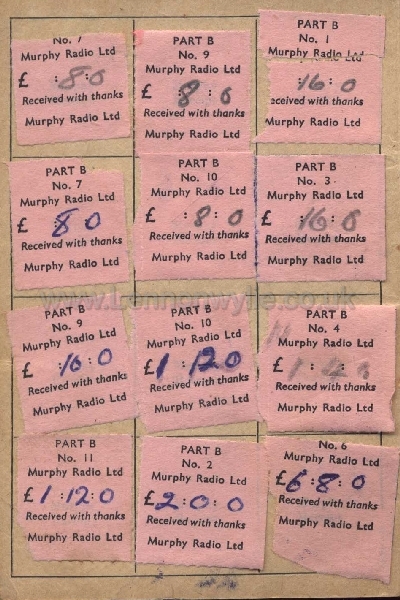 No. 7
Murphy Radio Ltd
£ : 8 : 0
Received with thanks
Murphy Radio Ltd
PART B
No. 9
Murphy Radio Ltd
£ : 8 : 0
Received with thanks
Murphy Radio Ltd
PART B
No. 1
Murphy Radio Ltd
16 : 0
Received with thanks
Murphy Radio Ltd
PART B
No. 7
Murphy Radio Ltd
£ 8 0
Received with thanks
Murphy Radio Ltd
PART B
No. 10
Murphy Radio Ltd
£ : 8 : 0
Received with thanks
Murphy Radio Ltd
PART B
No. 3
Murphy Radio Ltd
£ : 16 : 0
Received with thanks
Murphy Radio Ltd
www.lennonwylie.co.uk
PART B
No. 9
Murphy Radio Ltd
£ 16 : 0
Received with thanks
Murphy Radio Ltd
PART B
No. 10
Murphy Radio Ltd
£1 : 12 0
Received with thanks
Murphy Radio Ltd
PART B
No. 4
Murphy Radio Ltd
£ 1 :
Received with thanks
Murphy Radio Ltd
PART B
No. 11
Murphy Radio Ltd
£1 : 12 : 0
Received with thanks
Murphy Radio Ltd
PART B
No. 2
Murphy Radio Ltd
£2 : 0 : 0
Received with thanks
Murphy Radio Ltd
No. 6
Murphy Radio Ltd
£6 : 8 : 0
Received with thanks
Murphy Radio Ltd